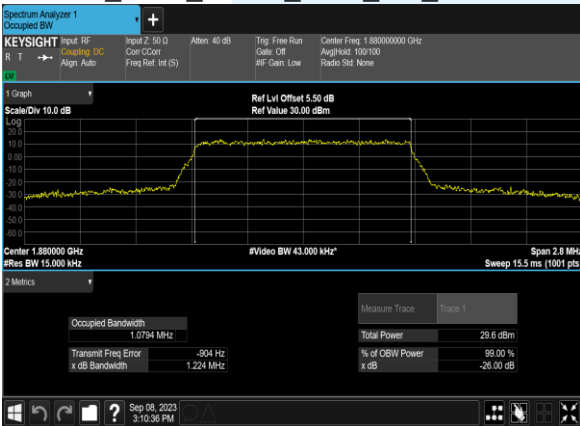 Spectrum Analyzer 1
Occupied BW
+
KEYSIGHT
R T
LW
Input: RF
Coupling: DC
Align: Auto
Input Z: 50 Ω
Corr CCorr
Freq Ref: Int (S)
Atten: 40 dB
Trig: Free Run
Gate: Off
#IF Gain: Low
Center Freq: 1.880000000 GHz
Avg|Hold: 100/100
Radio Std: None
1 Graph
Scale/Div 10.0 dB
Ref Lvl Offset 5.50 dB
Ref Value 30.00 dBm
Log
20.0
10.0
0.00
-10.0
-20.0
-30.0
-40.0
-50.0
-60.0
Center 1.880000 GHz
#Res BW 15.000 kHz
#Video BW 43.000 kHz*
Span 2.8 MHz
Sweep 15.5 ms (1001 pts)
2 Metrics
Measure Trace
Trace 1
Occupied Bandwidth
1.0794 MHz
Total Power
29.6 dBm
Transmit Freq Error
-904 Hz
% of OBW Power
99.00 %
x dB Bandwidth
1.224 MHz
x dB
-26.00 dB
?
Sep 08, 2023
3:10:36 PM